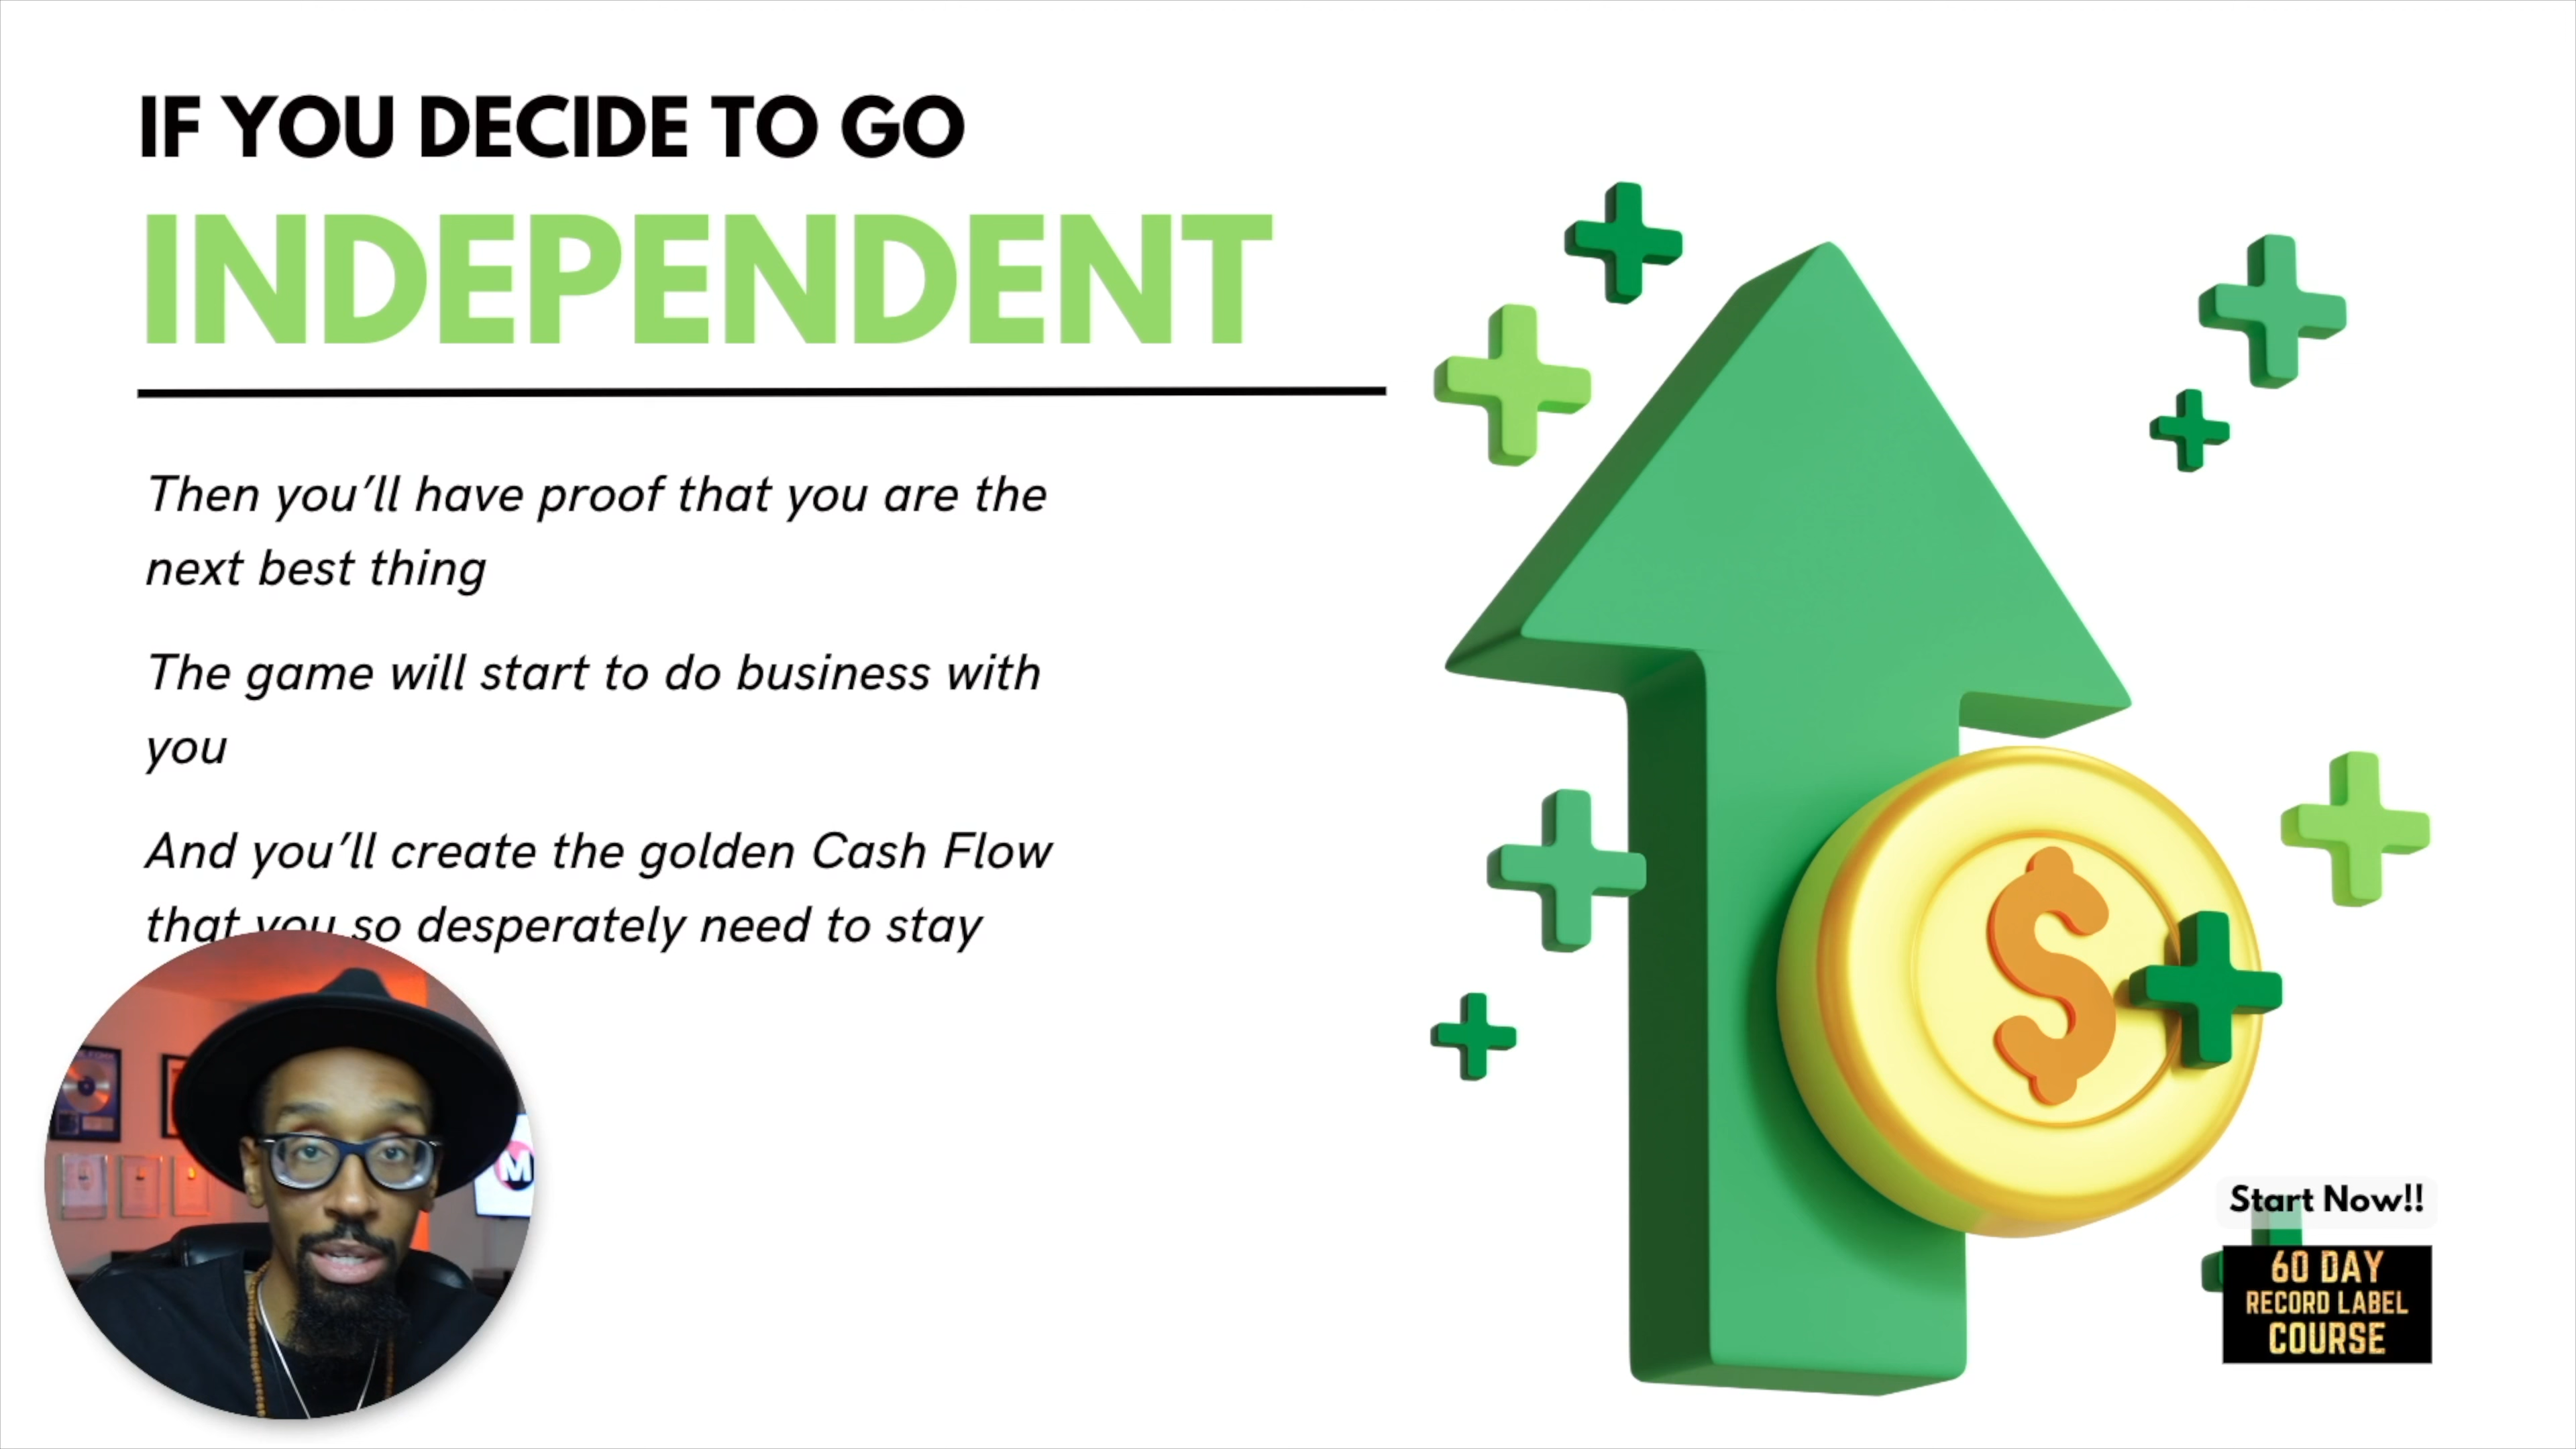 IF YOU DECIDE TO GO
INDEPENDENT
Then you’ll have proof that you are the
next best thing
The game will start to do business with
you
And you’ll create the golden Cash Flow
that you so desperately need to stay
$
M
Start Now!!
60 DAY
RECORD LABEL
COURSE